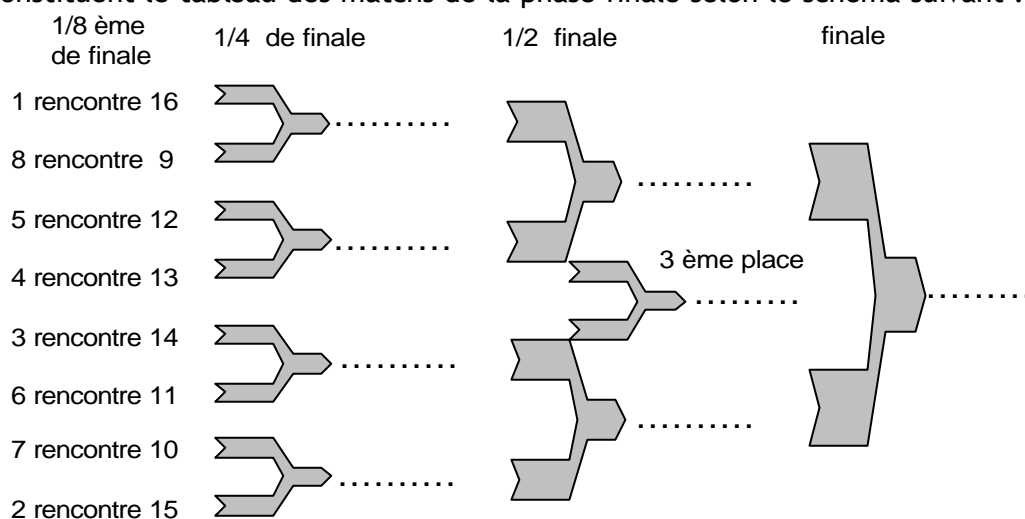 constituent le tableau des matchs de la phase finale selon le schéma suivant :
1/8 ème
de finale
1/4 de finale
1/2 finale
finale
1 rencontre 16
8 rencontre 9
5 rencontre 12
4 rencontre 13
3 ème place
3 rencontre 14
6 rencontre 11
7 rencontre 10
2 rencontre 15